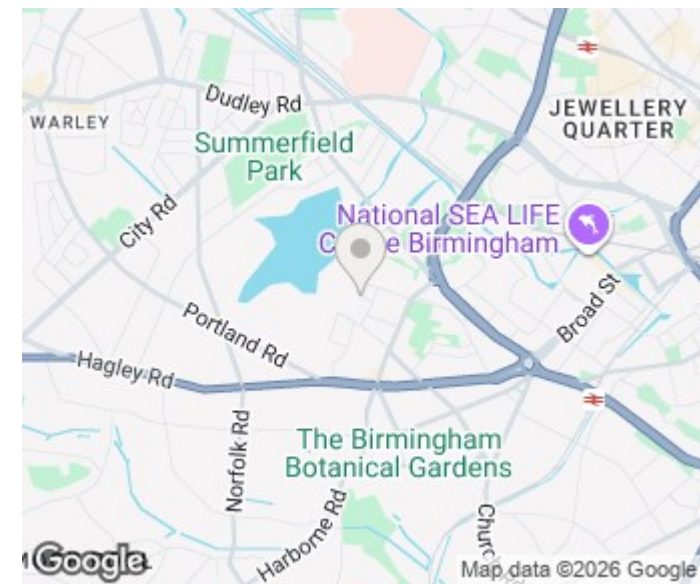 Dudley Rd
JEWELLERY
QUARTER
WARLEY
Summerfield
Park
City Rd
National SEA LIFE
C e Birmingham
Broad St
Portland Rd
Hagley Rd
Norfolk Rd
The Birmingham
Botanical Gardens
Harborne Rd
Church
Google
Map data ©2026 Google